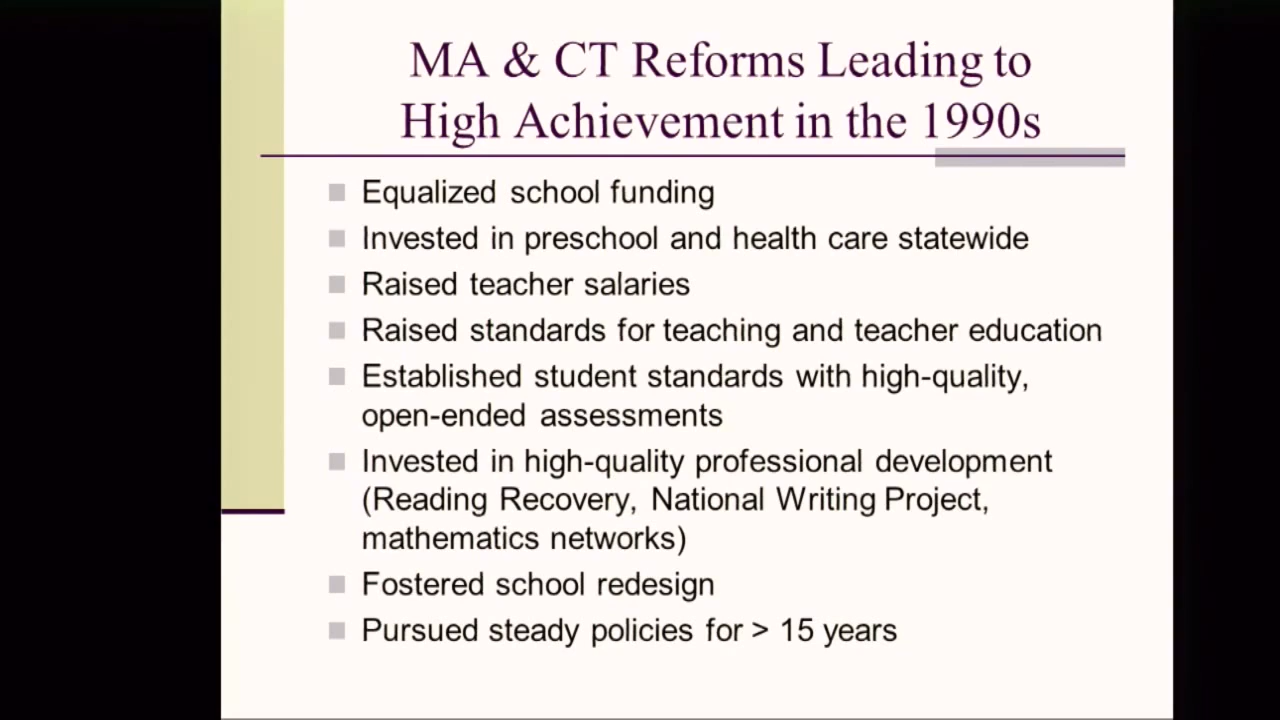 MA & CT Reforms Leading to
High Achievement in the 1990s
Equalized school funding
Invested in preschool and health care statewide
Raised teacher salaries
Raised standards for teaching and teacher education
Established student standards with high-quality,
open-ended assessments
Invested in high-quality professional development
(Reading Recovery, National Writing Project,
mathematics networks)
Fostered school redesign
Pursued steady policies for > 15 years